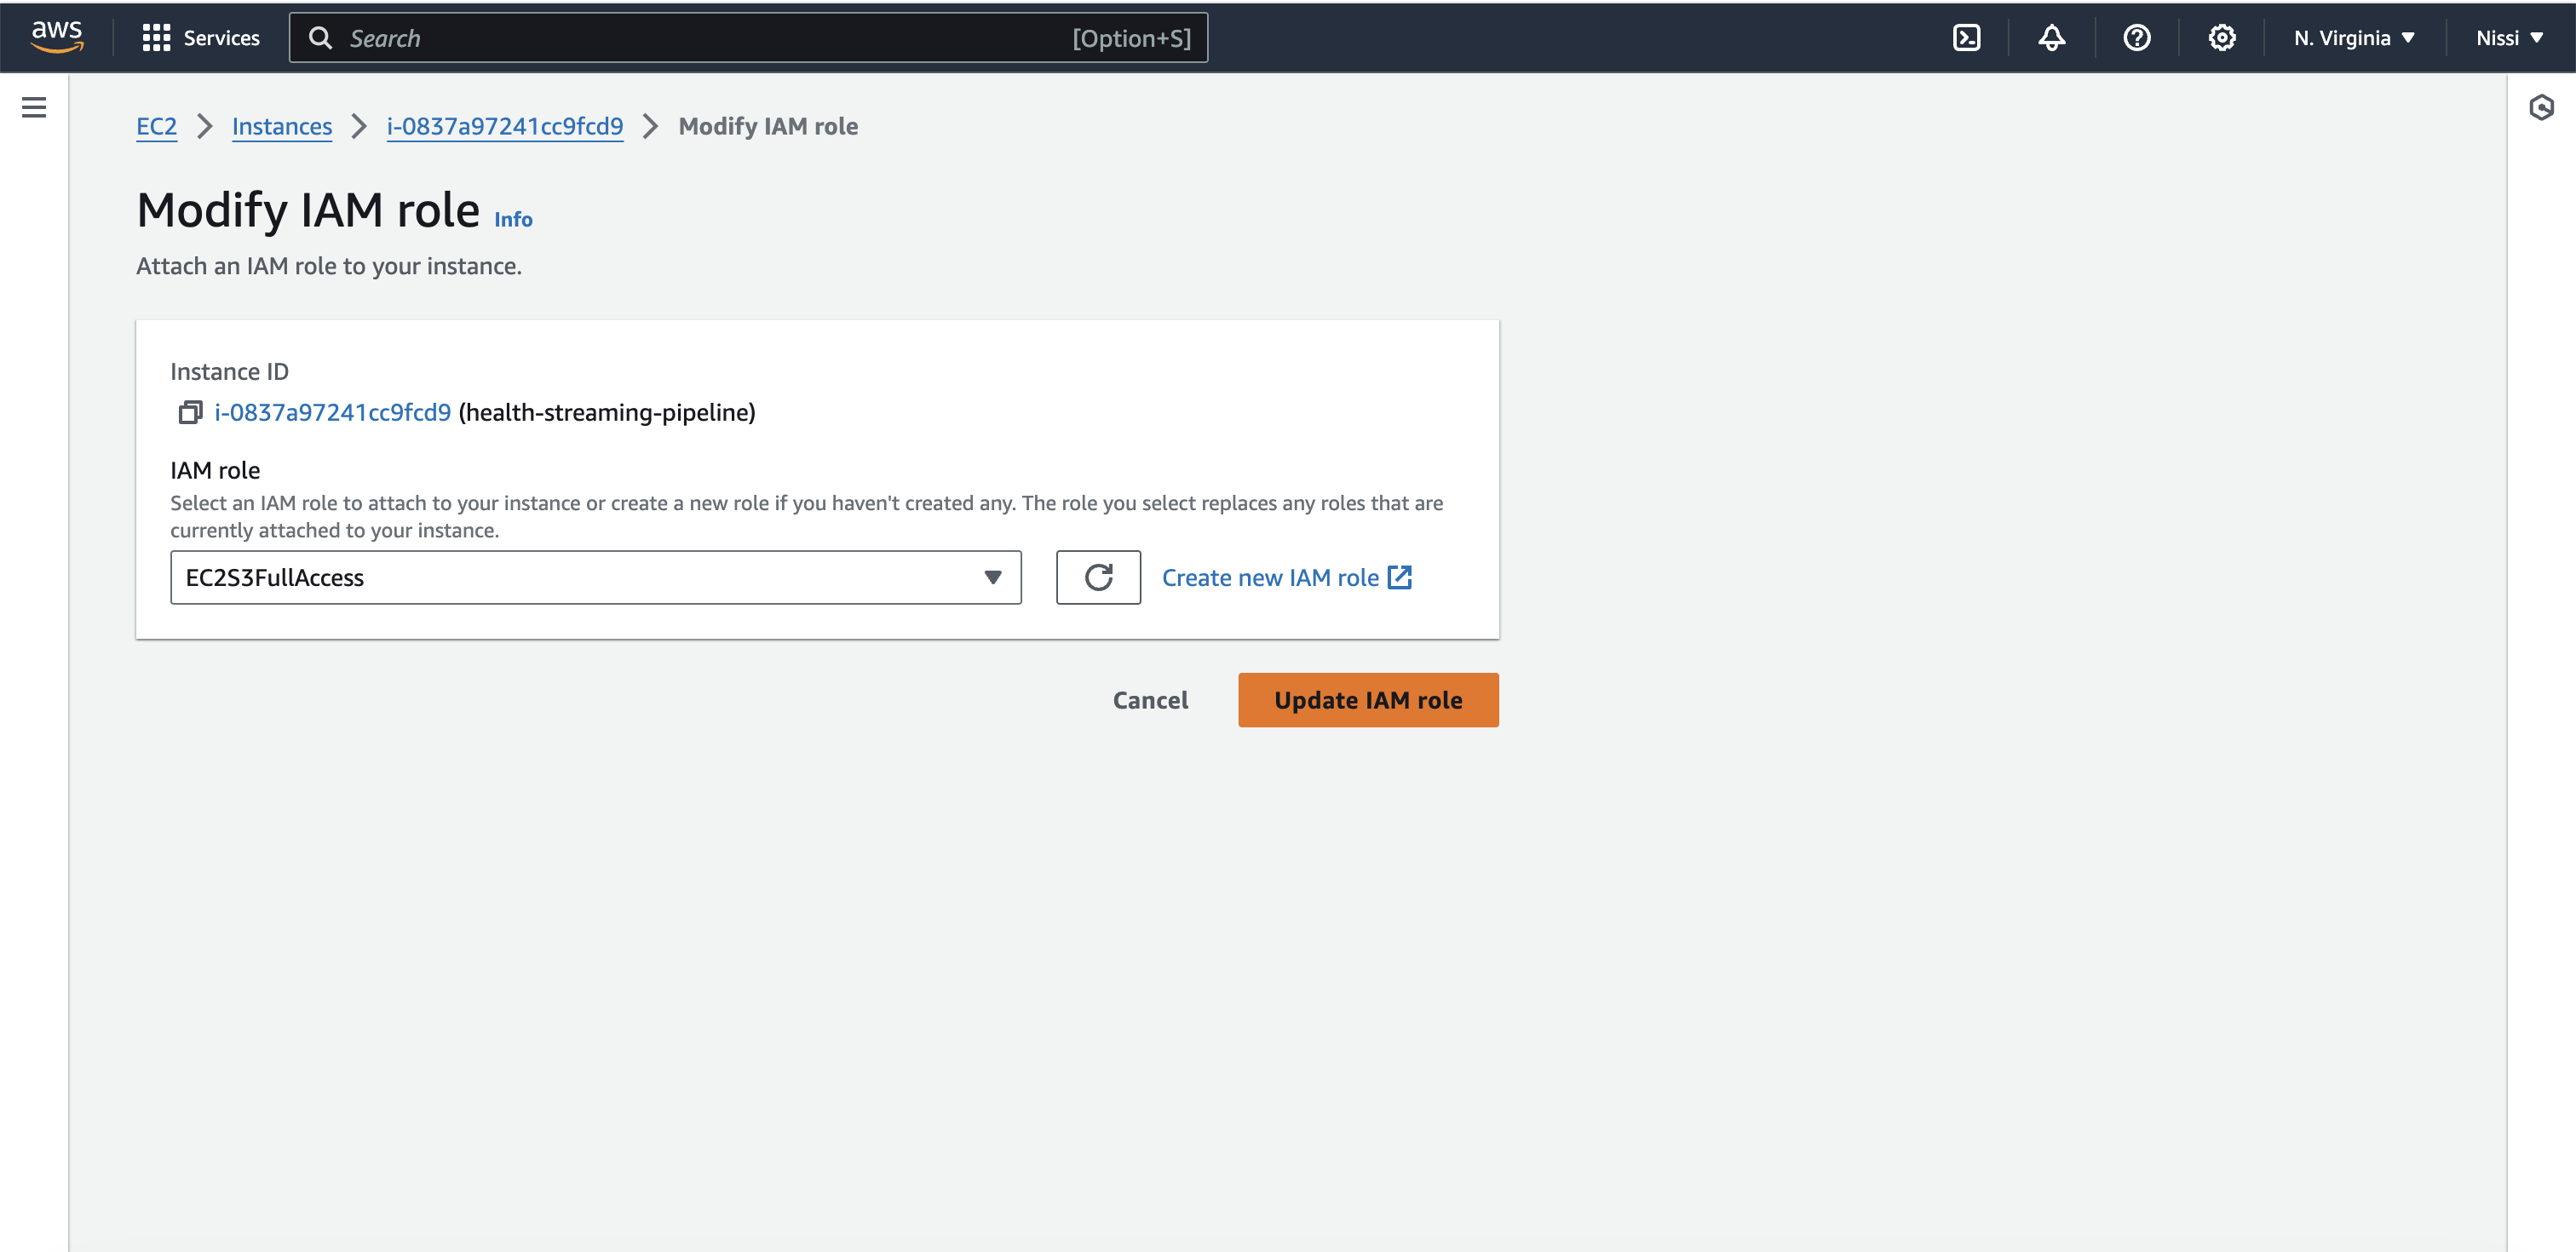 aws Services Search [Option+S] N. Virginia Nissi
EC2 Instances i-0837a97241cc9fcd9 Modify IAM role
Modify IAM role Info
Attach an IAM role to your instance.
Instance ID
i-0837a97241cc9fcd9 (health-streaming-pipeline)
IAM role
Select an IAM role to attach to your instance or create a new role if you haven't created any. The role you select replaces any roles that are
currently attached to your instance.
EC2S3FullAccess Create new IAM role
Cancel Update IAM role